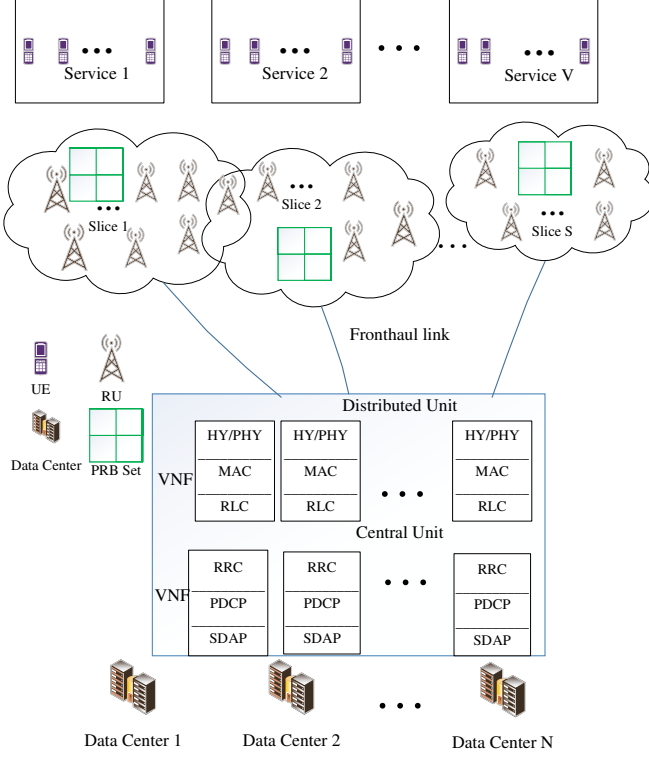 Service 1
Service 2
Service V
Slice 1
Slice 2
Slice S
Fronthaul link
UE
RU
Data Center
PRB Set
Distributed Unit
VNF
HY/PHY
MAC
RLC
HY/PHY
MAC
RLC
HY/PHY
MAC
RLC
Central Unit
VNF
RRC
PDCP
SDAP
RRC
PDCP
SDAP
RRC
PDCP
SDAP
Data Center 1
Data Center 2
Data Center N